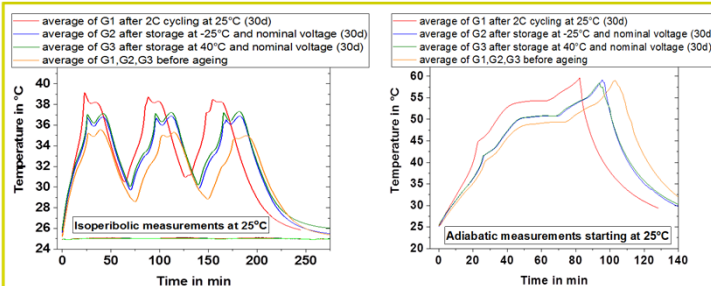 average of G1 after 2C cycling at 25°C (30d)
average of G2 after storage at -25°C and nominal voltage (30d)
average of G3 after storage at 40°C and nominal voltage (30d)
average of G1,G2,G3 before ageing
Temperature in °C
40
38
36
34
32
30
28
26
24
Isoperibolic measurements at 25°C
0 50 100 150 200 250
Time in min
average of G1 after 2C cycling at 25°C (30d)
average of G2 after storage at -25°C and nominal voltage (30d)
average of G3 after storage at 40°C and nominal voltage (30d)
average of G1,G2,G3 before ageing
Temperature in °C
60
55
50
45
40
35
30
25
20
Adiabatic measurements starting at 25°C
0 20 40 60 80 100 120 140
Time in min